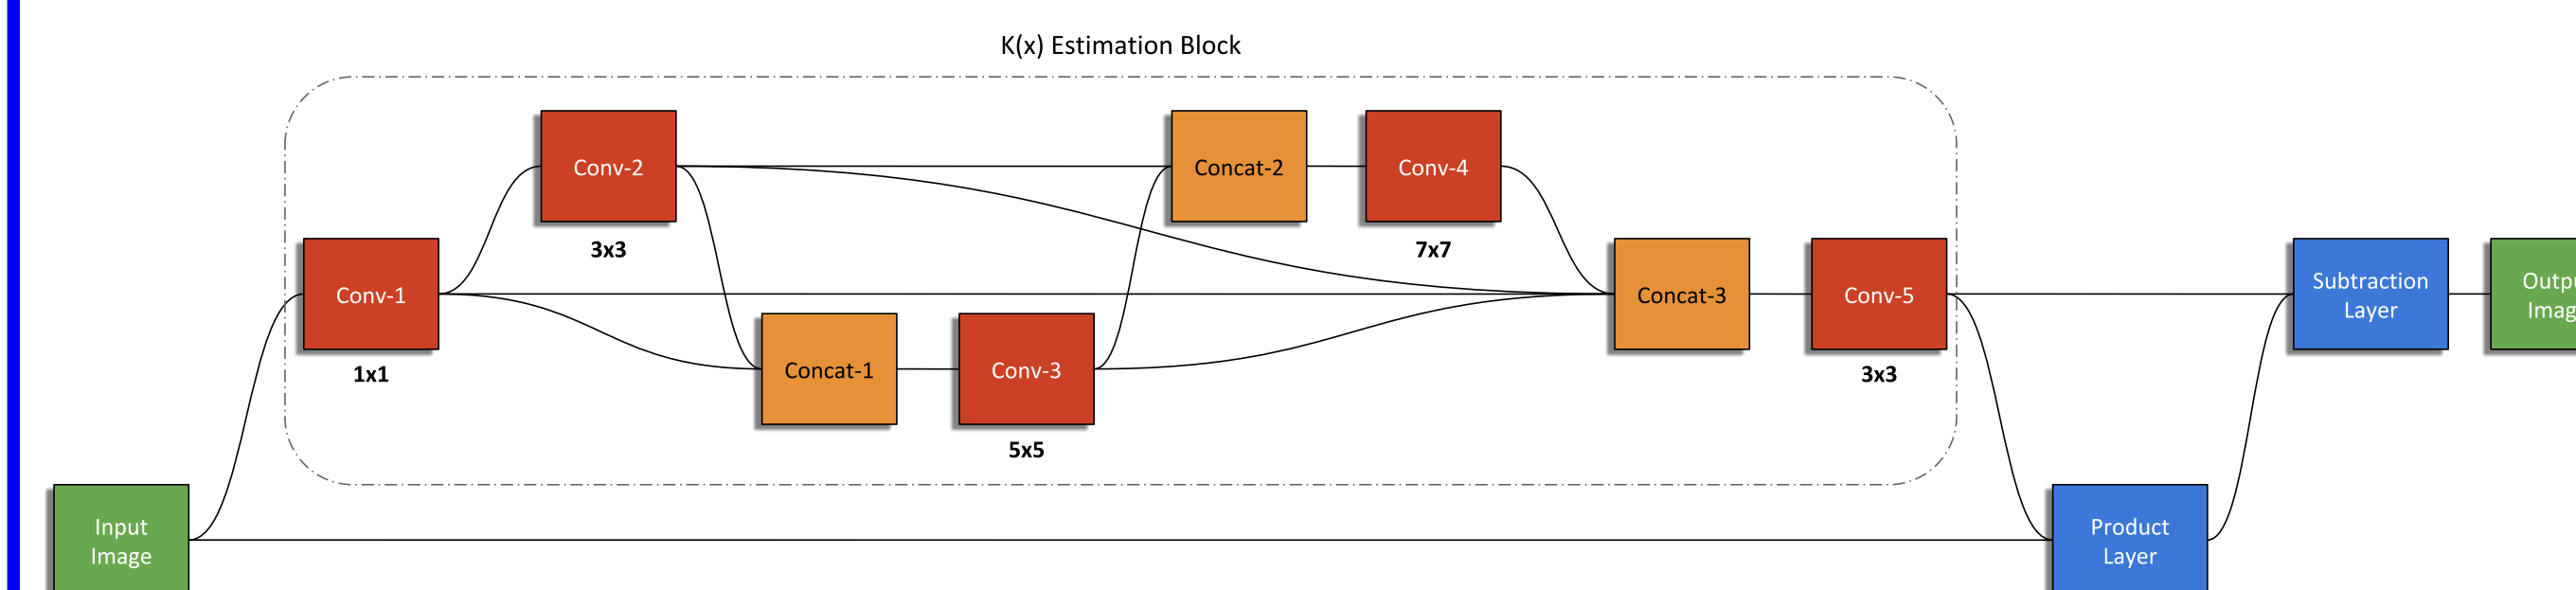 K(x) Estimation Block
Conv-2
Concat-2
Conv-4
3x3
7x7
Conv-1
Concat-3
Conv-5
Subtraction
Layer
1x1
Concat-1
Conv-3
3x3
5x5
Input
Image
Product
Layer